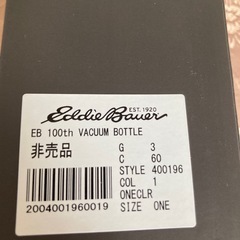 EST. 1920
Eddie Bauer
EB 100th VACUUM BOTTLE
非売品
G 3
C 60
STYLE 400196
COL 1
ONECLR
2004001960019
SIZE ONE